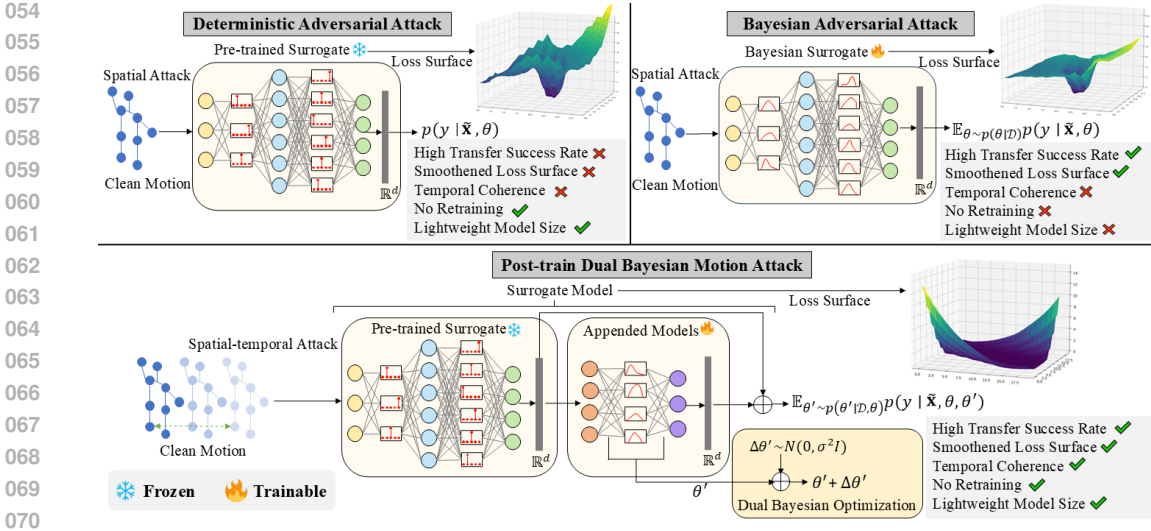 054
055
056
057
058
059
060
061
062
063
064
065
066
067
068
069
070
Deterministic Adversarial Attack
Pre-trained Surrogate
Loss Surface
Spatial Attack
Clean Motion
ℝ^d
p(y | x̃, θ)
High Transfer Success Rate ❌
Smoothened Loss Surface ❌
Temporal Coherence ❌
No Retraining ✔
Lightweight Model Size ✔
Bayesian Adversarial Attack
Bayesian Surrogate
Loss Surface
Spatial Attack
Clean Motion
ℝ^d
𝔼_{θ~p(θ|𝒟)} p(y | x̃, θ)
High Transfer Success Rate ✔
Smoothened Loss Surface ✔
Temporal Coherence ❌
No Retraining ❌
Lightweight Model Size ❌
Post-train Dual Bayesian Motion Attack
Surrogate Model
Loss Surface
Pre-trained Surrogate
Appended Models
Spatial-temporal Attack
Clean Motion
ℝ^d
ℝ^d
𝔼_{θ'~p(θ'|𝒟,θ)} p(y | x̃, θ, θ')
Δθ'~N(0, σ²I)
θ'
θ' + Δθ'
Dual Bayesian Optimization
High Transfer Success Rate ✔
Smoothened Loss Surface ✔
Temporal Coherence ✔
No Retraining ✔
Lightweight Model Size ✔
Frozen
Trainable